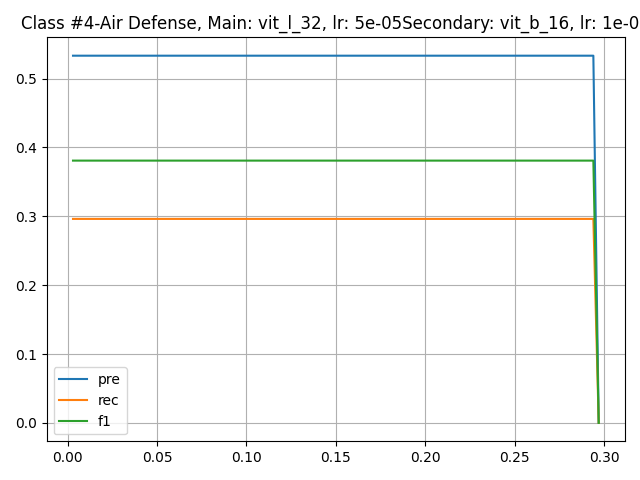 Class #4-Air Defense, Main: vit_l_32, lr: 5e-05Secondary: vit_b_16, lr: 1e-0
0.5
0.4
0.3
0.2
0.1
0.0
pre
rec
f1
0.00 0.05 0.10 0.15 0.20 0.25 0.30